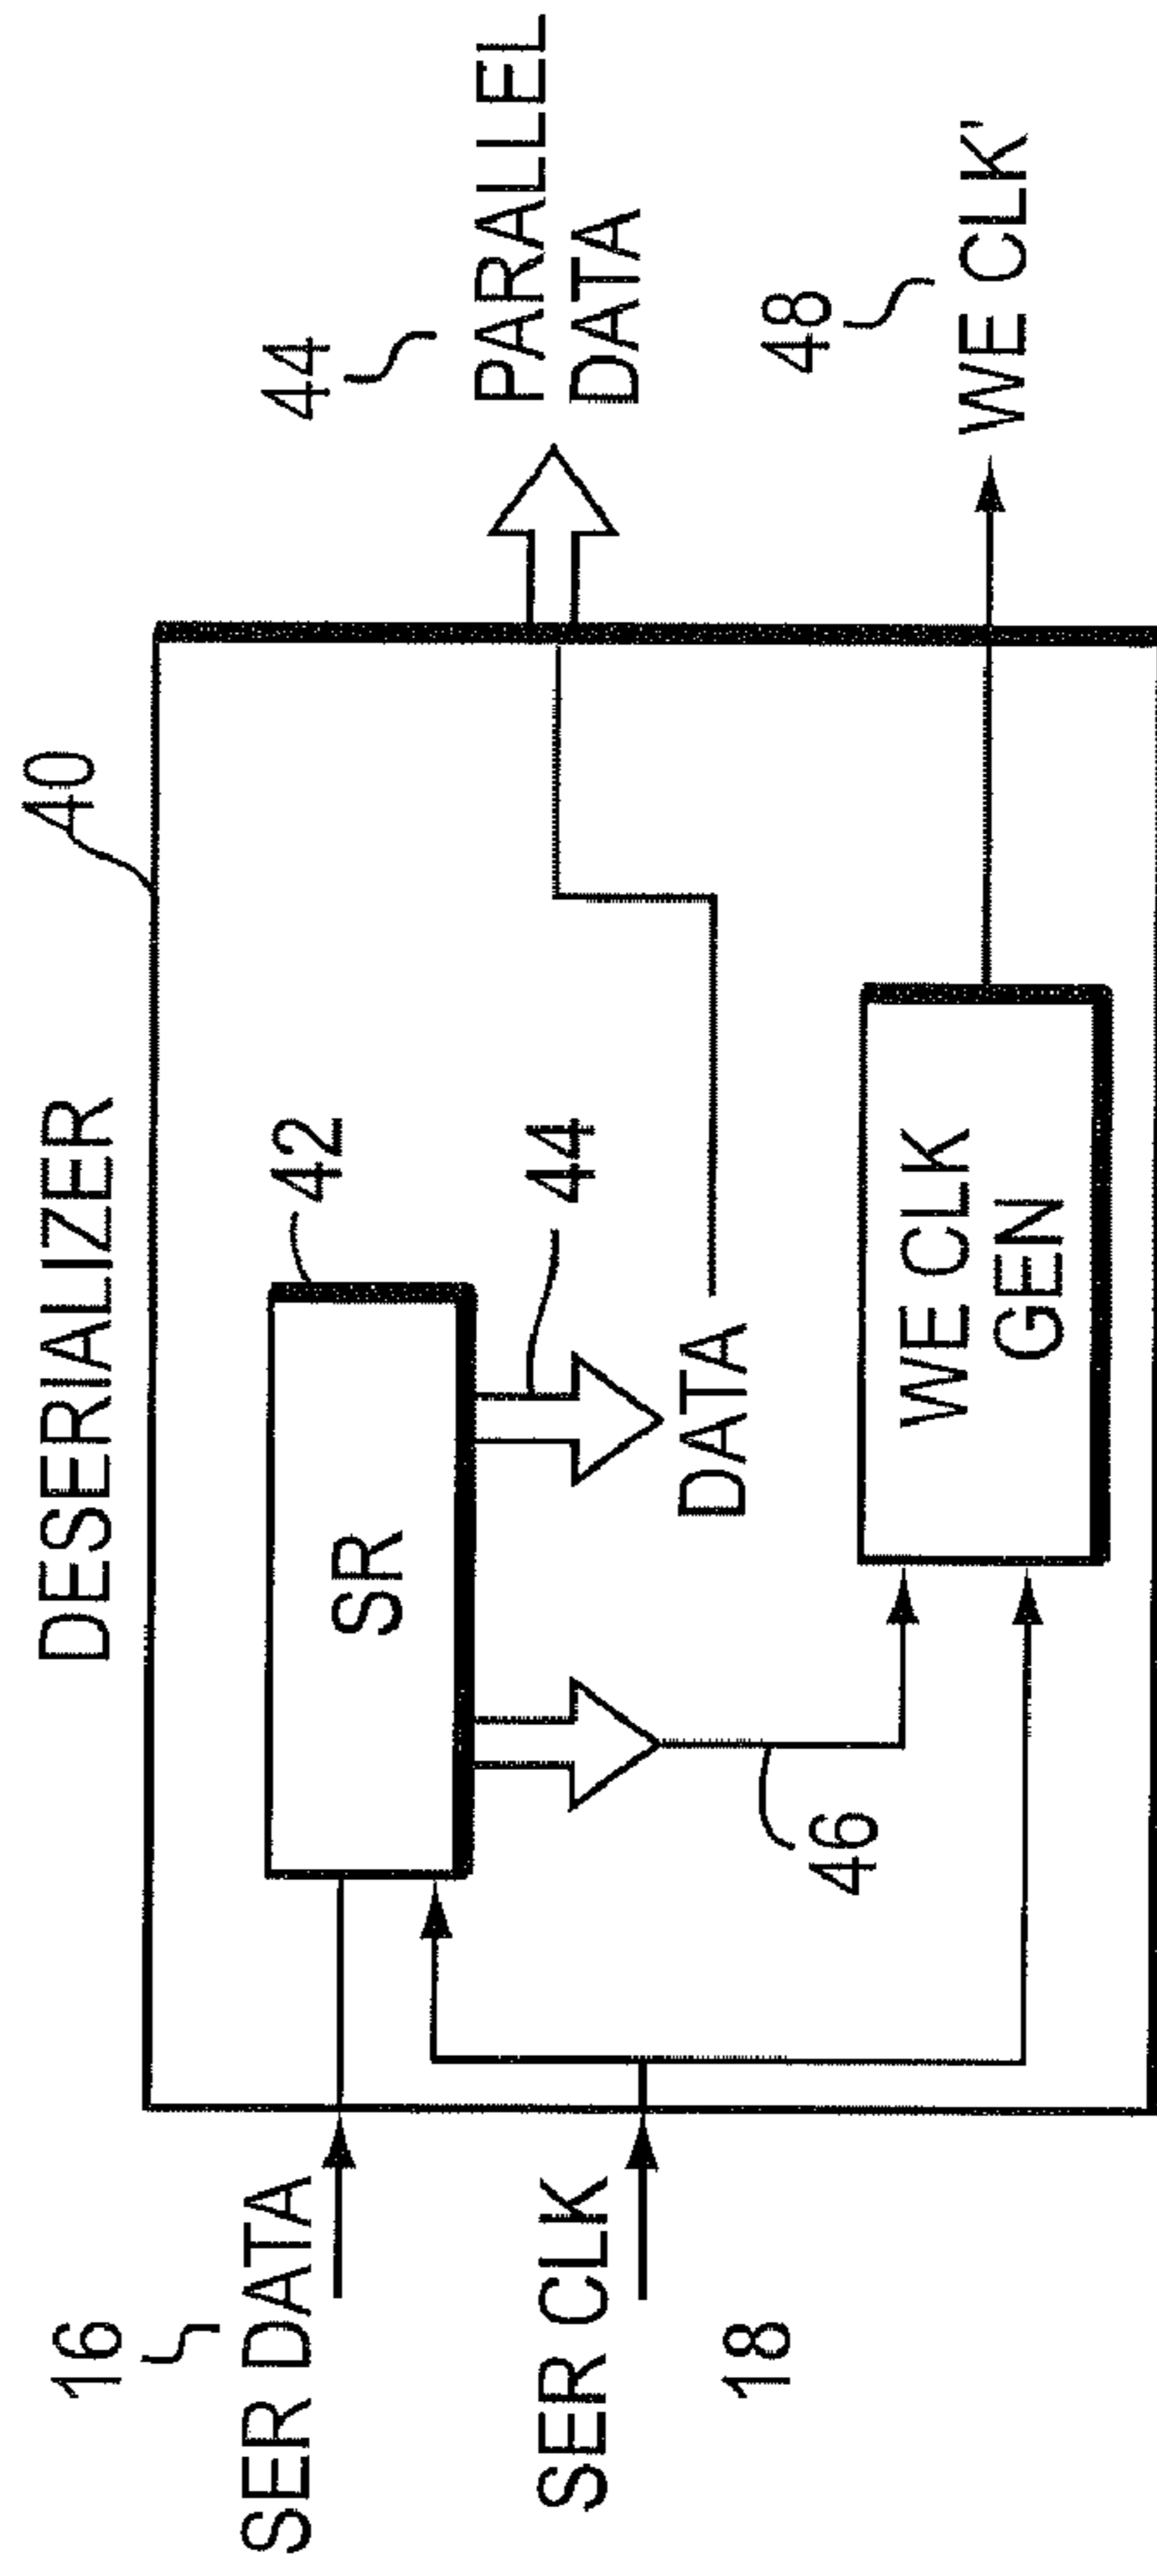 DESERIALIZER
40
16
SER DATA
SER CLK
18
SR
42
44
DATA
46
WE CLK
GEN
44
PARALLEL
DATA
48
WE CLK'